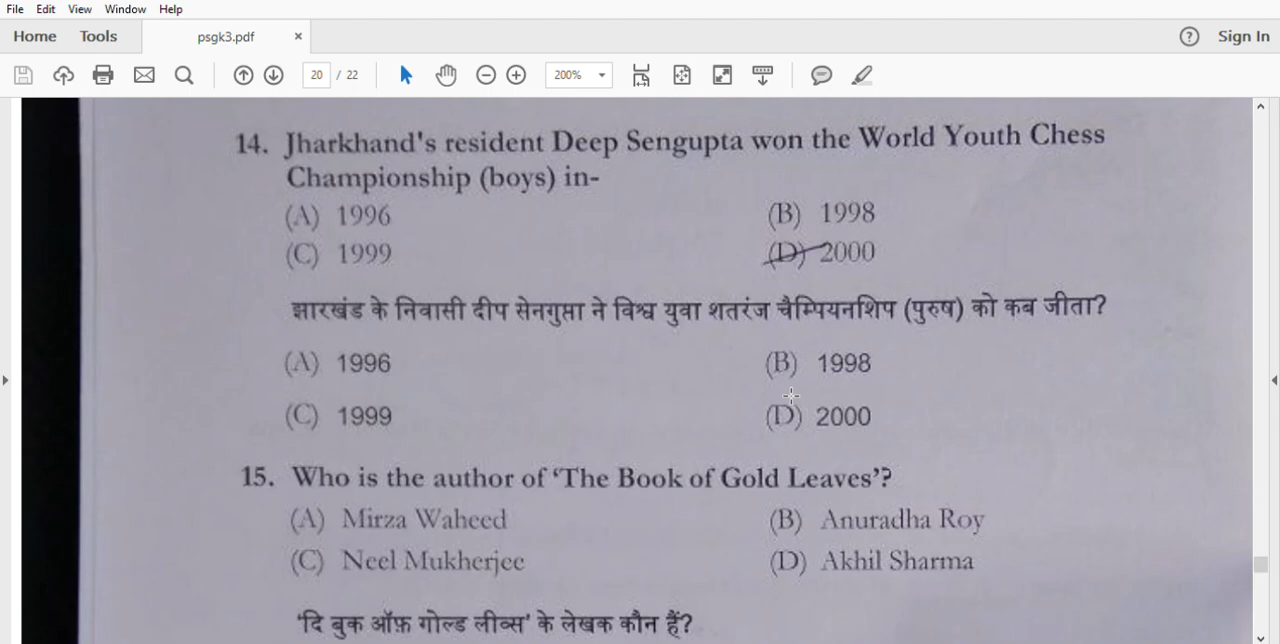 File Edit View Window Help
Home Tools psgk3.pdf × ? Sign In
20 / 22 200%
14. Jharkhand's resident Deep Sengupta won the World Youth Chess
Championship (boys) in-
(A) 1996 (B) 1998
(C) 1999 (D) 2000
झारखंड के निवासी दीप सेनगुप्ता ने विश्व युवा शतरंज चैम्पियनशिप (पुरुष) को कब जीता?
(A) 1996 (B) 1998
(C) 1999 (D) 2000
15. Who is the author of ‘The Book of Gold Leaves’?
(A) Mirza Waheed (B) Anuradha Roy
(C) Neel Mukherjee (D) Akhil Sharma
‘दि बुक ऑफ़ गोल्ड लीव्स’ के लेखक कौन हैं?